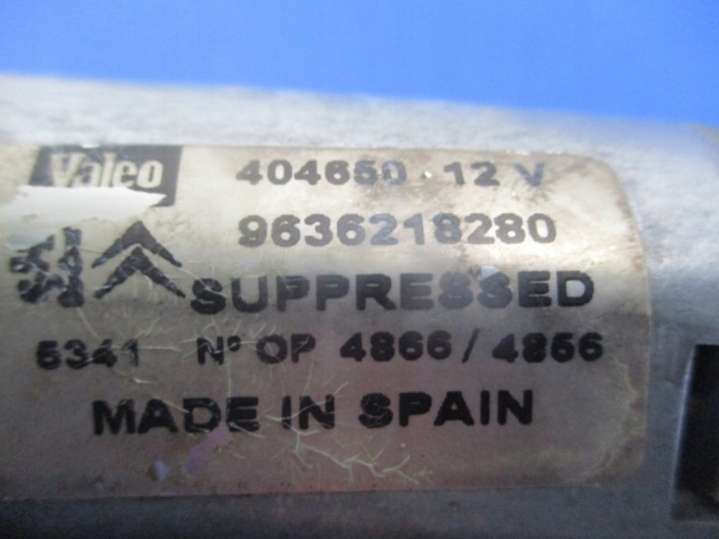 Valeo 404650 · 12 V
9636218280
SUPPRESSED
5341 N° OP 4866 / 4856
MADE IN SPAIN